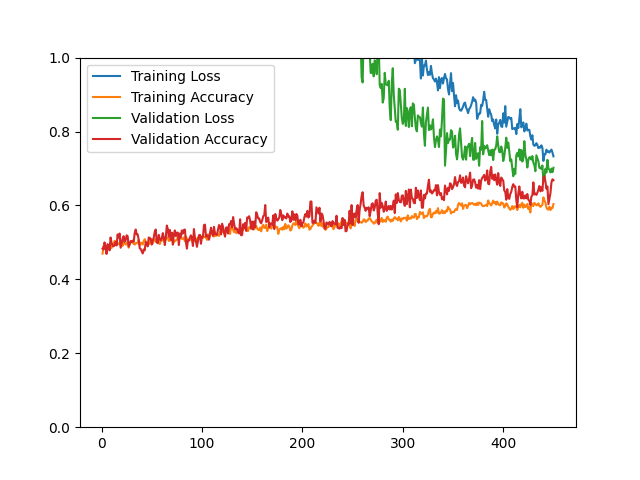 1.0
0.8
0.6
0.4
0.2
0.0
Training Loss
Training Accuracy
Validation Loss
Validation Accuracy
0 100 200 300 400